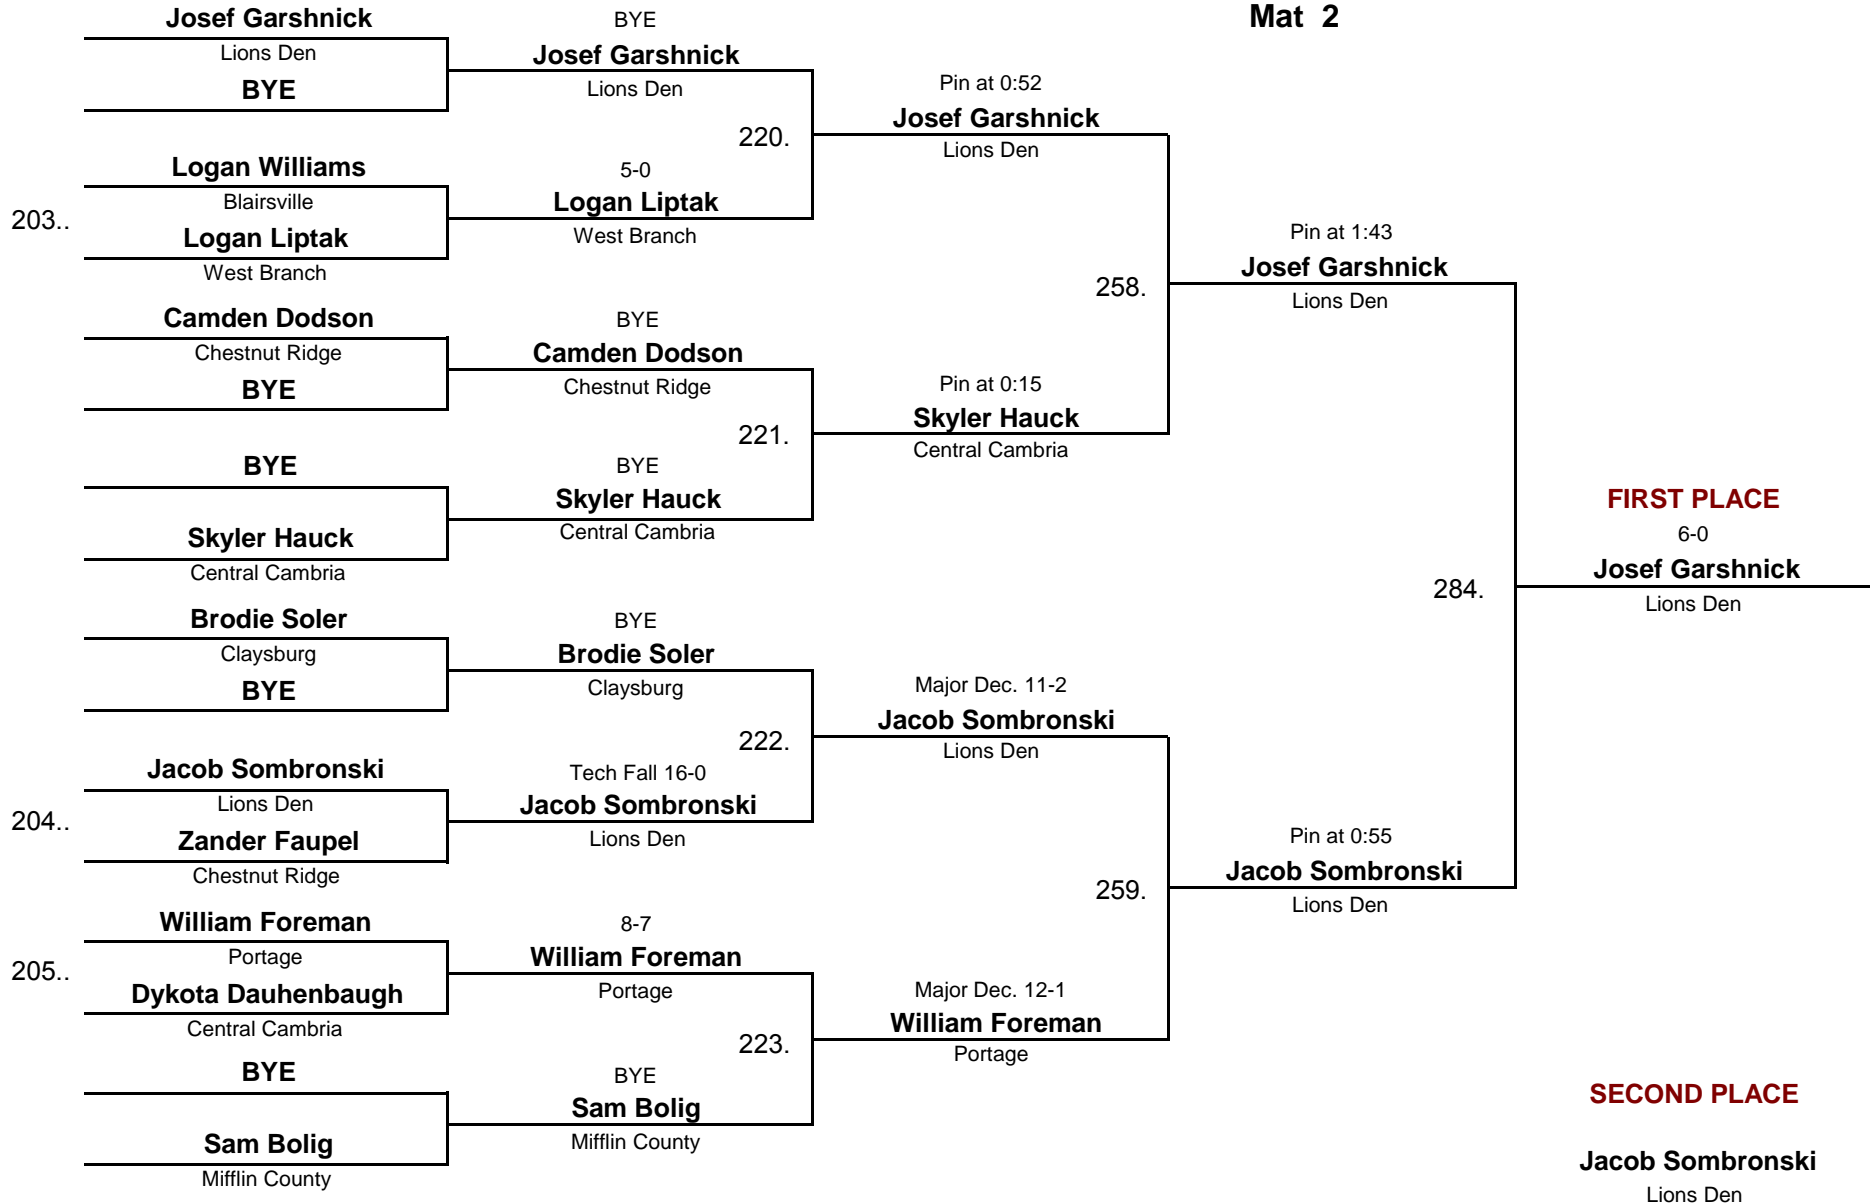 Mat 2
Josef Garshnick
Lions Den
BYE
203..
Logan Williams
Blairsville
Logan Liptak
West Branch
Camden Dodson
Chestnut Ridge
BYE
BYE
Skyler Hauck
Central Cambria
Brodie Soler
Claysburg
BYE
204..
Jacob Sombronski
Lions Den
Zander Faupel
Chestnut Ridge
205..
William Foreman
Portage
Dykota Dauhenbaugh
Central Cambria
BYE
Sam Bolig
Mifflin County
BYE
Josef Garshnick
Lions Den
220.
5-0
Logan Liptak
West Branch
BYE
Camden Dodson
Chestnut Ridge
221.
BYE
Skyler Hauck
Central Cambria
BYE
Brodie Soler
Claysburg
222.
Tech Fall 16-0
Jacob Sombronski
Lions Den
8-7
William Foreman
Portage
223.
BYE
Sam Bolig
Mifflin County
Pin at 0:52
Josef Garshnick
Lions Den
258.
Pin at 0:15
Skyler Hauck
Central Cambria
Major Dec. 11-2
Jacob Sombronski
Lions Den
259.
Major Dec. 12-1
William Foreman
Portage
Pin at 1:43
Josef Garshnick
Lions Den
284.
Pin at 0:55
Jacob Sombronski
Lions Den
FIRST PLACE
6-0
Josef Garshnick
Lions Den
SECOND PLACE
Jacob Sombronski
Lions Den